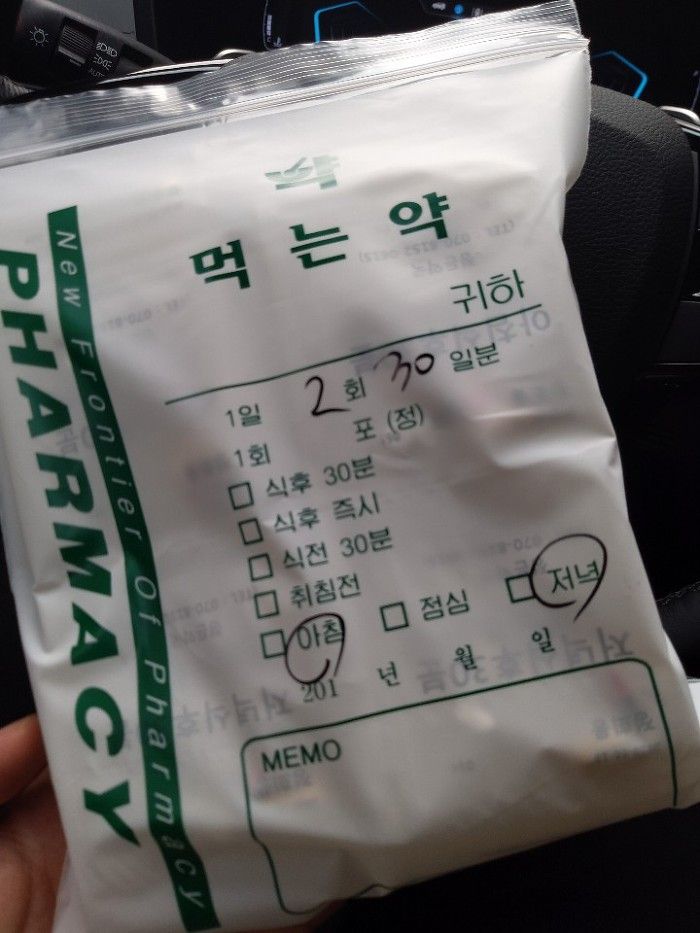 약
먹는약
귀하
1일 2회 30일분
1회 포 (정)
□ 식후 30분
□ 식후 즉시
□ 식전 30분
□ 취침전
□ 아침 □ 점심 □ 저녁
201 년 월 일
MEMO
New Frontier Of Pharmacy
PHARMACY
AUTO